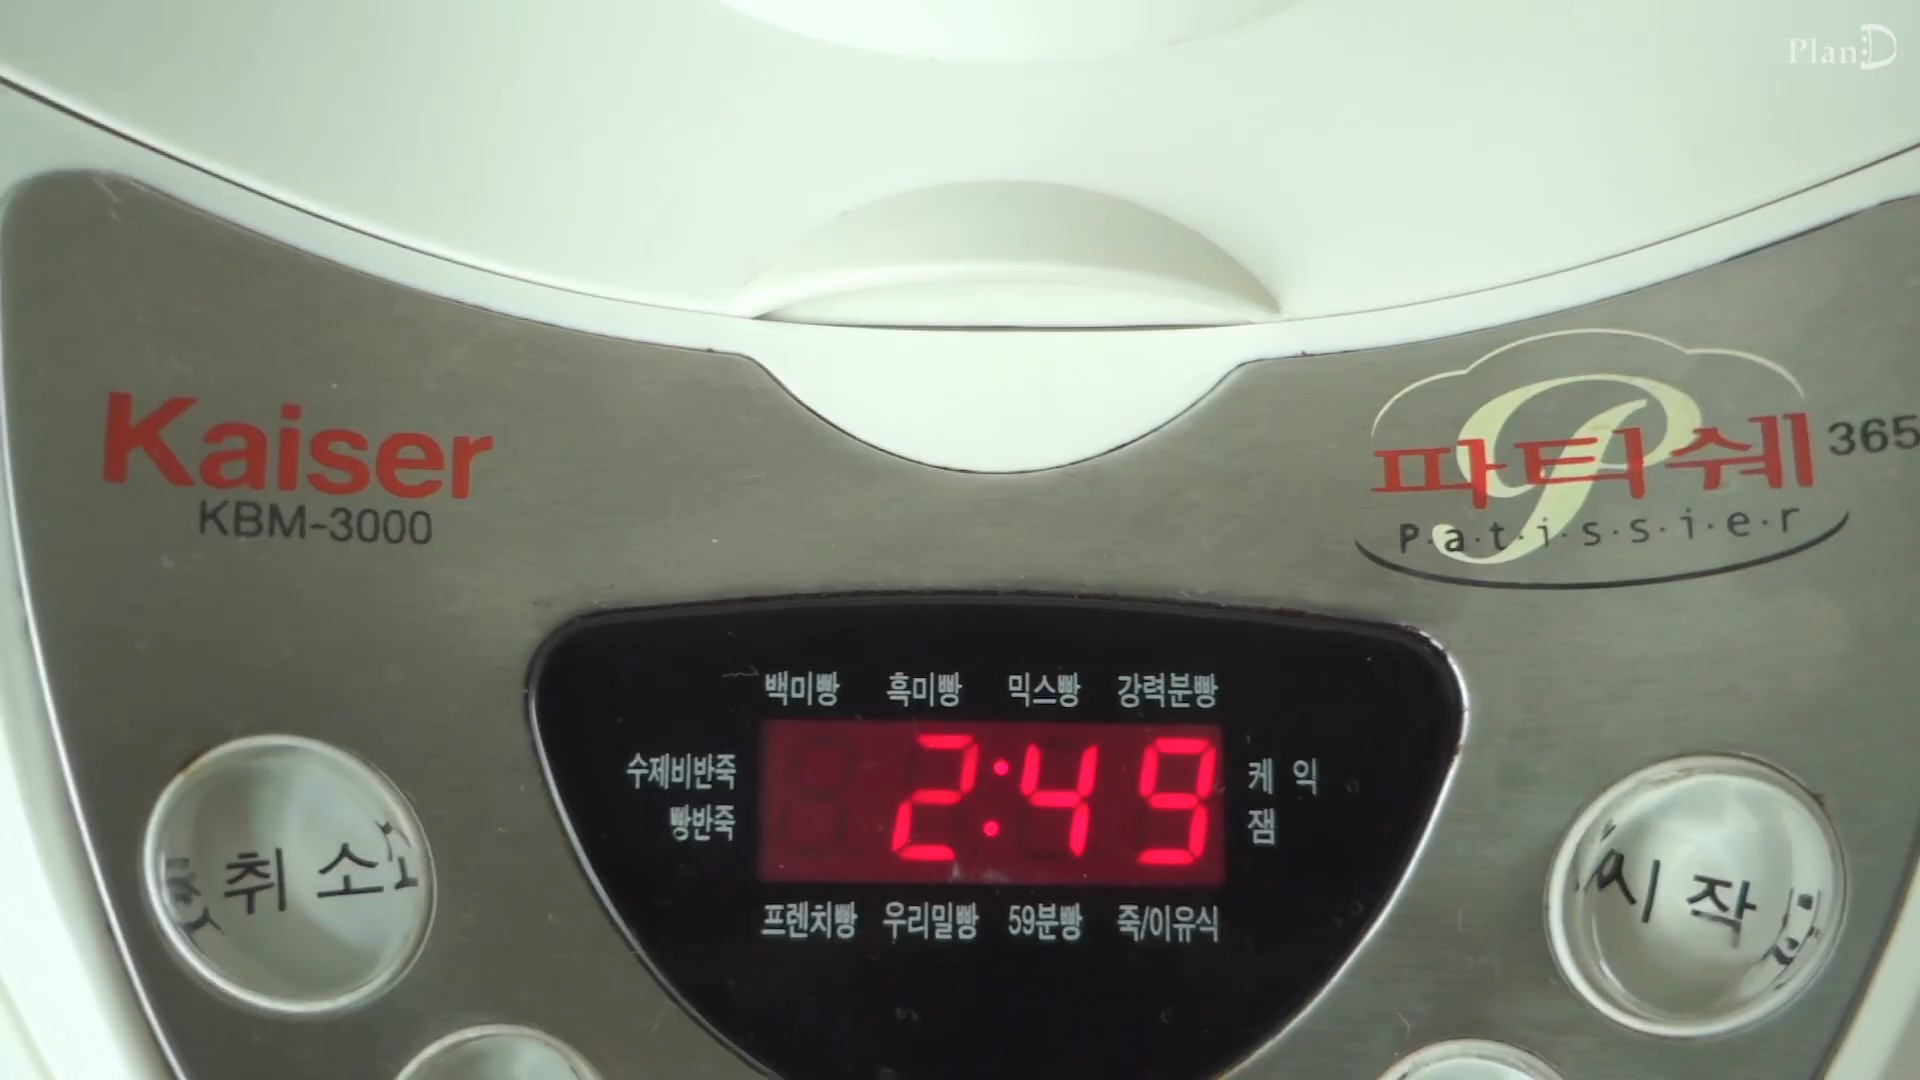 Plan:D
Kaiser
KBM-3000
파티쉐 365
P·a·t·i·s·s·i·e·r
백미빵 흑미빵 믹스빵 강력분빵
수제비반죽
빵반죽
2:49
케 익
잼
프렌치빵 우리밀빵 59분빵 죽/이유식
취 소
시 작